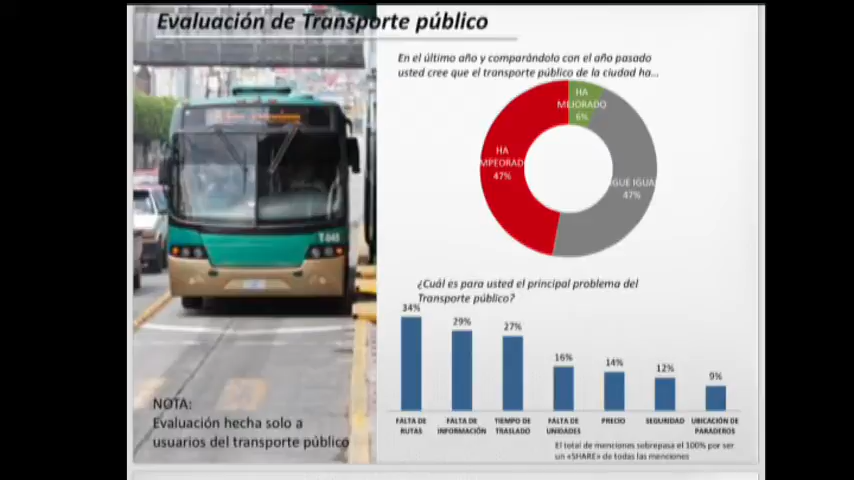 Evaluación de Transporte público
En el último año y comparàndolo con el año pasado
usted cree que el transporte público de la ciudad ha...
HA
MEJORADO
6%
HA
MPEORAD
47%
GUE IGUA
47%
¿Cuál es para usted el principal problema del
Transporte público?
34%
29%
27%
16%
14%
12%
9%
FALTA DE
RUTAS
FALTA DE
INFORMACIÓN
TIEMPO DE
TRASLADO
FALTA DE
UNIDADES
PRECIO
SEGURIDAD
UBICACIÓN DE
PARADEROS
El total de menciones sobrepasa el 100% por ser
un «SHARE» de todas las menciones
NOTA:
Evaluación hecha solo a
usuarios del transporte público